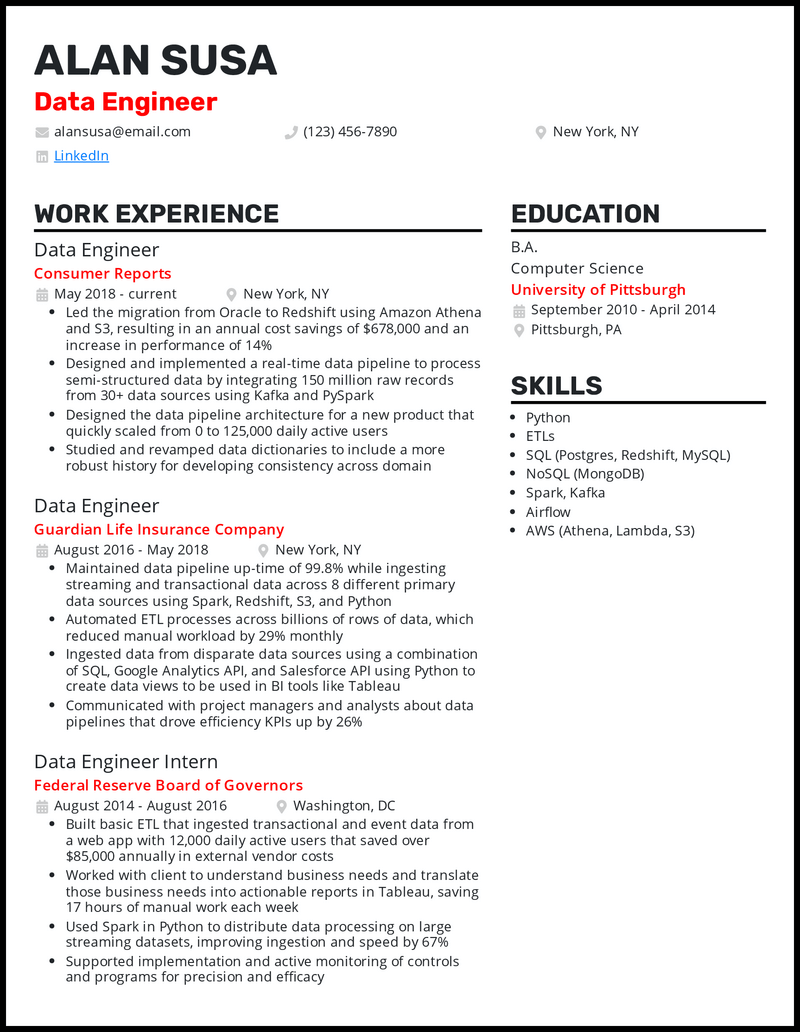 ALAN SUSA
Data Engineer
alansusa@email.com (123) 456-7890 New York, NY
LinkedIn
WORK EXPERIENCE
Data Engineer
Consumer Reports
May 2018 - current New York, NY
• Led the migration from Oracle to Redshift using Amazon Athena
and S3, resulting in an annual cost savings of $678,000 and an
increase in performance of 14%
• Designed and implemented a real-time data pipeline to process
semi-structured data by integrating 150 million raw records
from 30+ data sources using Kafka and PySpark
• Designed the data pipeline architecture for a new product that
quickly scaled from 0 to 125,000 daily active users
• Studied and revamped data dictionaries to include a more
robust history for developing consistency across domain
Data Engineer
Guardian Life Insurance Company
August 2016 - May 2018 New York, NY
• Maintained data pipeline up-time of 99.8% while ingesting
streaming and transactional data across 8 different primary
data sources using Spark, Redshift, S3, and Python
• Automated ETL processes across billions of rows of data, which
reduced manual workload by 29% monthly
• Ingested data from disparate data sources using a combination
of SQL, Google Analytics API, and Salesforce API using Python to
create data views to be used in BI tools like Tableau
• Communicated with project managers and analysts about data
pipelines that drove efficiency KPIs up by 26%
Data Engineer Intern
Federal Reserve Board of Governors
August 2014 - August 2016 Washington, DC
• Built basic ETL that ingested transactional and event data from
a web app with 12,000 daily active users that saved over
$85,000 annually in external vendor costs
• Worked with client to understand business needs and translate
those business needs into actionable reports in Tableau, saving
17 hours of manual work each week
• Used Spark in Python to distribute data processing on large
streaming datasets, improving ingestion and speed by 67%
• Supported implementation and active monitoring of controls
and programs for precision and efficacy
EDUCATION
B.A.
Computer Science
University of Pittsburgh
September 2010 - April 2014
Pittsburgh, PA
SKILLS
• Python
• ETLs
• SQL (Postgres, Redshift, MySQL)
• NoSQL (MongoDB)
• Spark, Kafka
• Airflow
• AWS (Athena, Lambda, S3)